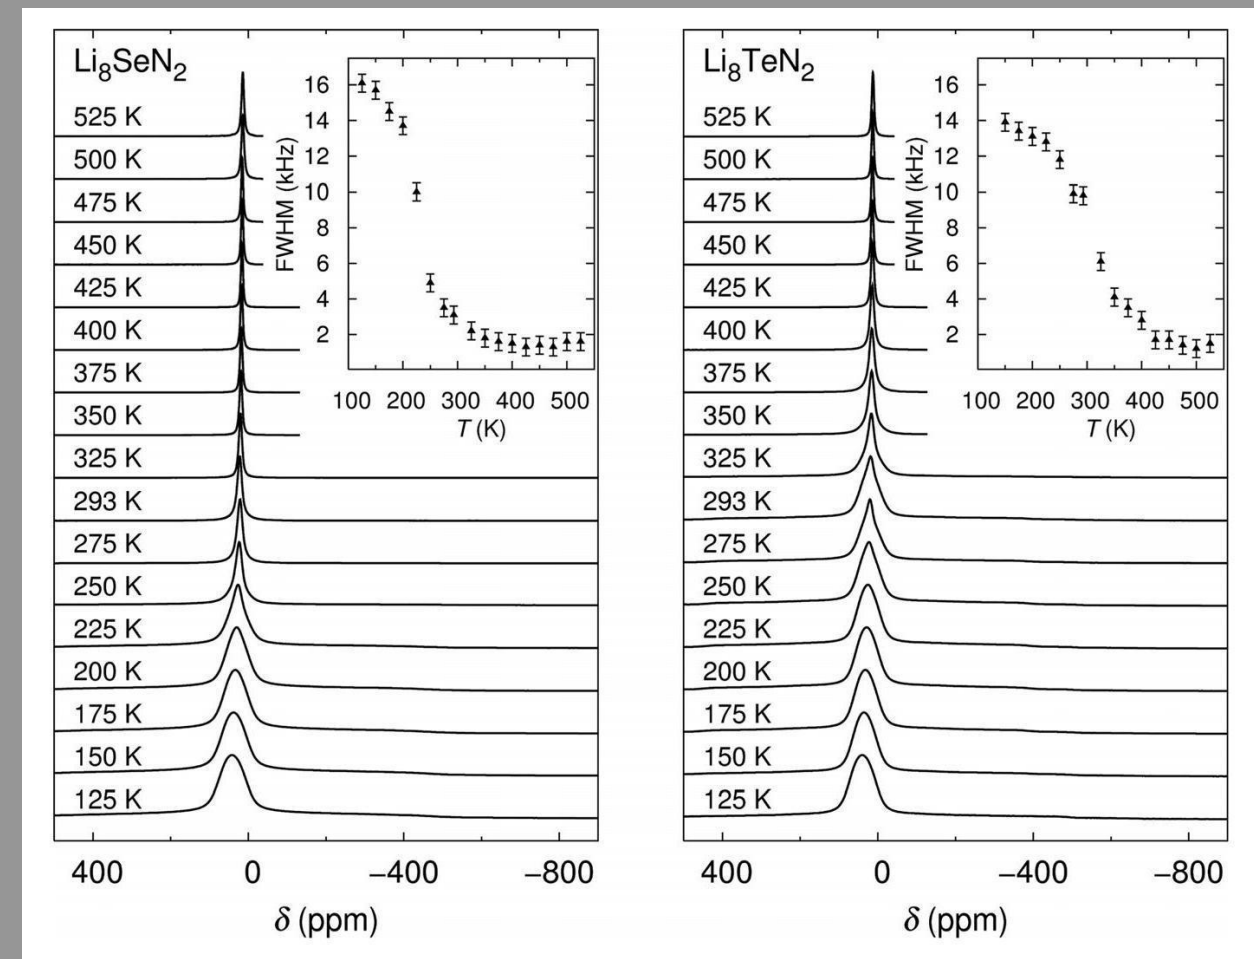 Li8SeN2
525 K
500 K
475 K
450 K
425 K
400 K
375 K
350 K
325 K
293 K
275 K
250 K
225 K
200 K
175 K
150 K
125 K
400 0 −400 −800
δ (ppm)
FWHM (kHz)
16
14
12
10
8
6
4
2
100 200 300 400 500
T (K)
Li8TeN2
525 K
500 K
475 K
450 K
425 K
400 K
375 K
350 K
325 K
293 K
275 K
250 K
225 K
200 K
175 K
150 K
125 K
400 0 −400 −800
δ (ppm)
FWHM (kHz)
16
14
12
10
8
6
4
2
100 200 300 400 500
T (K)